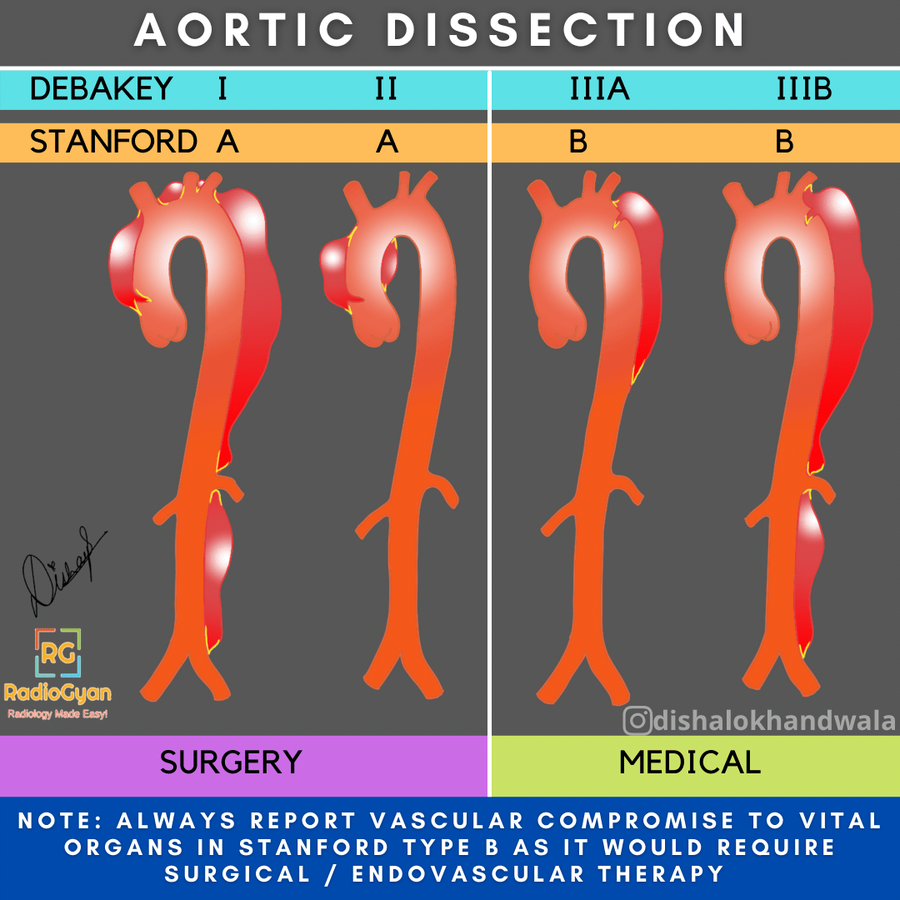 AORTIC DISSECTION
DEBAKEY I II IIIA IIIB
STANFORD A A B B
RG
RadioGyan
Radiology Made Easy!
dishalokhandwala
SURGERY MEDICAL
NOTE: ALWAYS REPORT VASCULAR COMPROMISE TO VITAL
ORGANS IN STANFORD TYPE B AS IT WOULD REQUIRE
SURGICAL / ENDOVASCULAR THERAPY